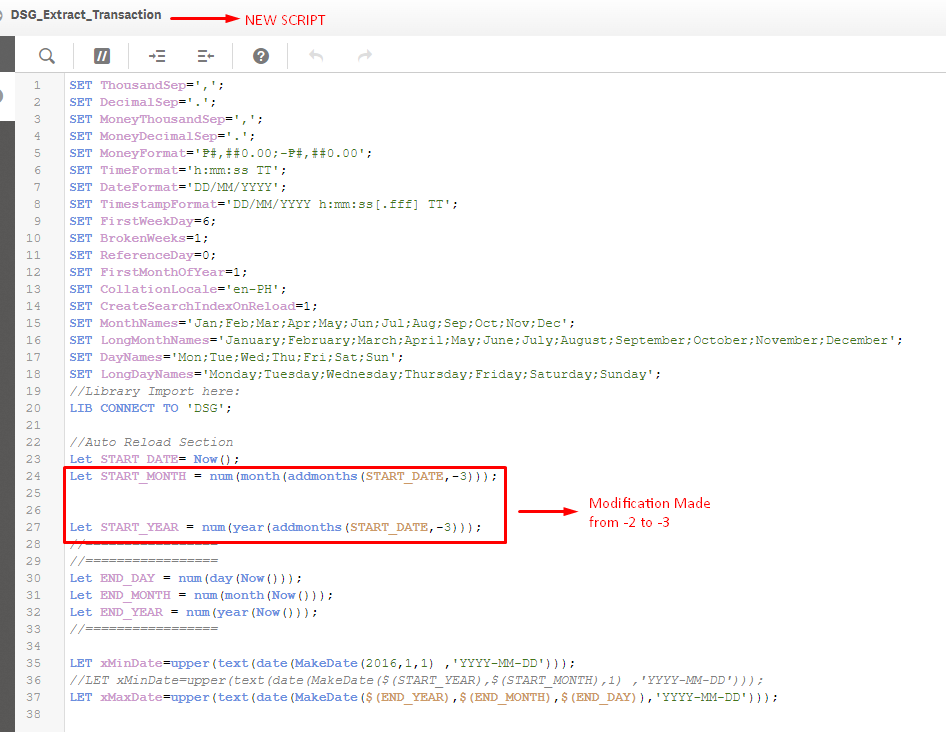 DSG_Extract_Transaction
NEW SCRIPT
//
?
1 SET ThousandSep=',';
2 SET DecimalSep='.';
3 SET MoneyThousandSep=',';
4 SET MoneyDecimalSep='.';
5 SET MoneyFormat='₱#,##0.00;-₱#,##0.00';
6 SET TimeFormat='h:mm:ss TT';
7 SET DateFormat='DD/MM/YYYY';
8 SET TimestampFormat='DD/MM/YYYY h:mm:ss[.fff] TT';
9 SET FirstWeekDay=6;
10 SET BrokenWeeks=1;
11 SET ReferenceDay=0;
12 SET FirstMonthOfYear=1;
13 SET CollationLocale='en-PH';
14 SET CreateSearchIndexOnReload=1;
15 SET MonthNames='Jan;Feb;Mar;Apr;May;Jun;Jul;Aug;Sep;Oct;Nov;Dec';
16 SET LongMonthNames='January;February;March;April;May;June;July;August;September;October;November;December';
17 SET DayNames='Mon;Tue;Wed;Thu;Fri;Sat;Sun';
18 SET LongDayNames='Monday;Tuesday;Wednesday;Thursday;Friday;Saturday;Sunday';
19 //Library Import here:
20 LIB CONNECT TO 'DSG';
21
22 //Auto Reload Section
23 Let START_DATE= Now();
24 Let START_MONTH = num(month(addmonths(START_DATE,-3)));
25
26
Modification Made
from -2 to -3
27 Let START_YEAR = num(year(addmonths(START_DATE,-3)));
28 //=================
29 //=================
30 Let END_DAY = num(day(Now()));
31 Let END_MONTH = num(month(Now()));
32 Let END_YEAR = num(year(Now()));
33 //=================
34
35 LET xMinDate=upper(text(date(MakeDate(2016,1,1) ,'YYYY-MM-DD')));
36 //LET xMinDate=upper(text(date(MakeDate($(START_YEAR),$(START_MONTH),1) ,'YYYY-MM-DD')));
37 LET xMaxDate=upper(text(date(MakeDate($(END_YEAR),$(END_MONTH),$(END_DAY)),'YYYY-MM-DD')));
38